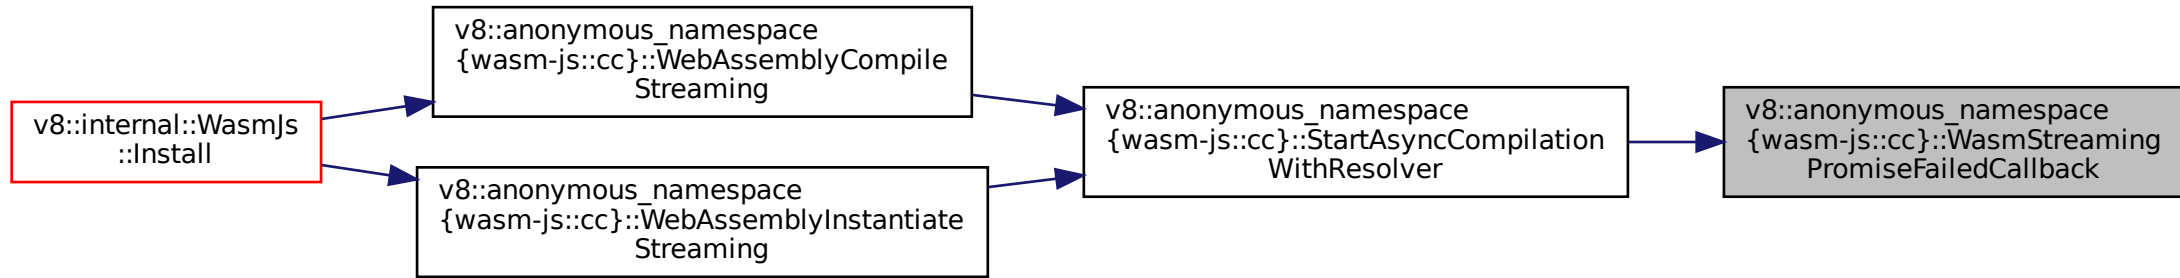 v8::internal::WasmJs
::Install
v8::anonymous_namespace
{wasm-js::cc}::WebAssemblyCompile
Streaming
v8::anonymous_namespace
{wasm-js::cc}::WebAssemblyInstantiate
Streaming
v8::anonymous_namespace
{wasm-js::cc}::StartAsyncCompilation
WithResolver
v8::anonymous_namespace
{wasm-js::cc}::WasmStreaming
PromiseFailedCallback